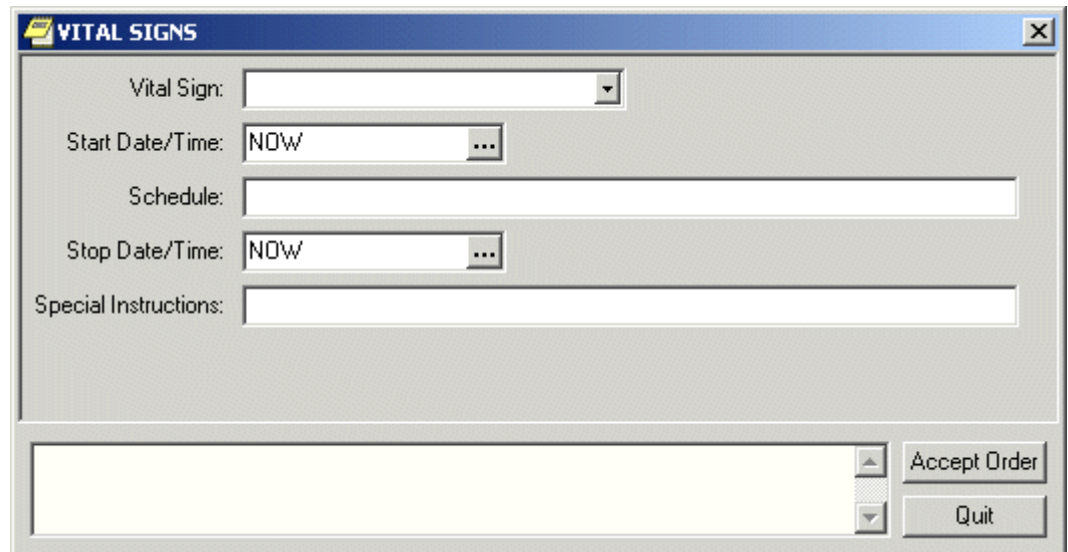 VITAL SIGNS
Vital Sign:
Start Date/Time: NOW ...
Schedule:
Stop Date/Time: NOW ...
Special Instructions:
Accept Order
Quit